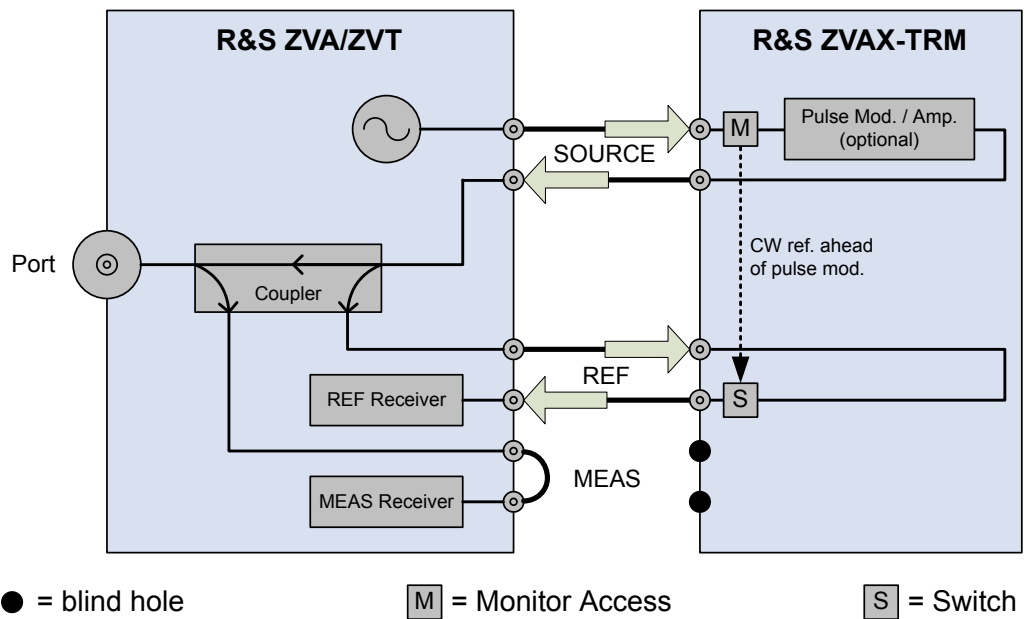 R&S ZVA/ZVT
R&S ZVAX-TRM
M
Pulse Mod. / Amp.
(optional)
SOURCE
CW ref. ahead
of pulse mod.
Port
Coupler
REF
REF Receiver
S
MEAS
MEAS Receiver
= blind hole
M = Monitor Access
S = Switch